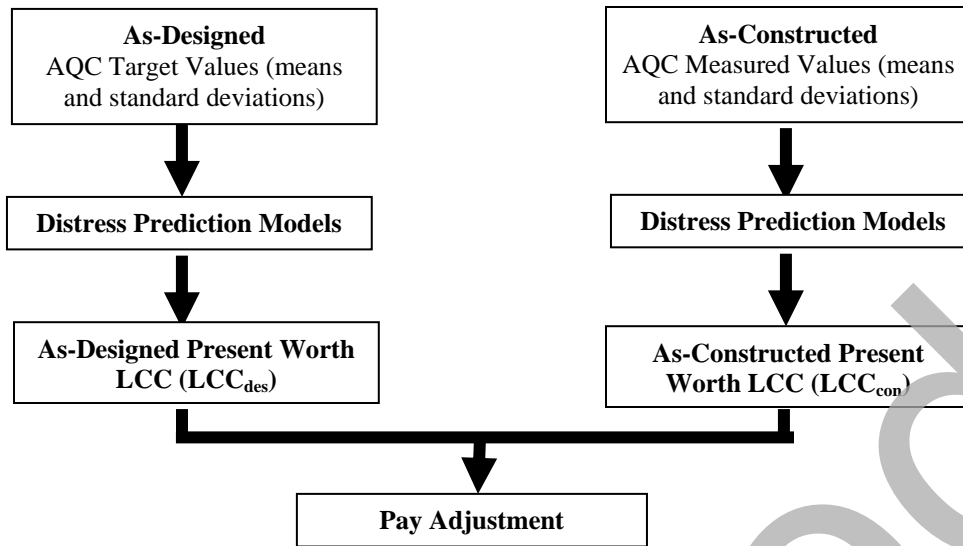 As-Designed
AQC Target Values (means
and standard deviations)
As-Constructed
AQC Measured Values (means
and standard deviations)
Distress Prediction Models
Distress Prediction Models
As-Designed Present Worth
LCC (LCCdes)
As-Constructed Present
Worth LCC (LCCcon)
Pay Adjustment